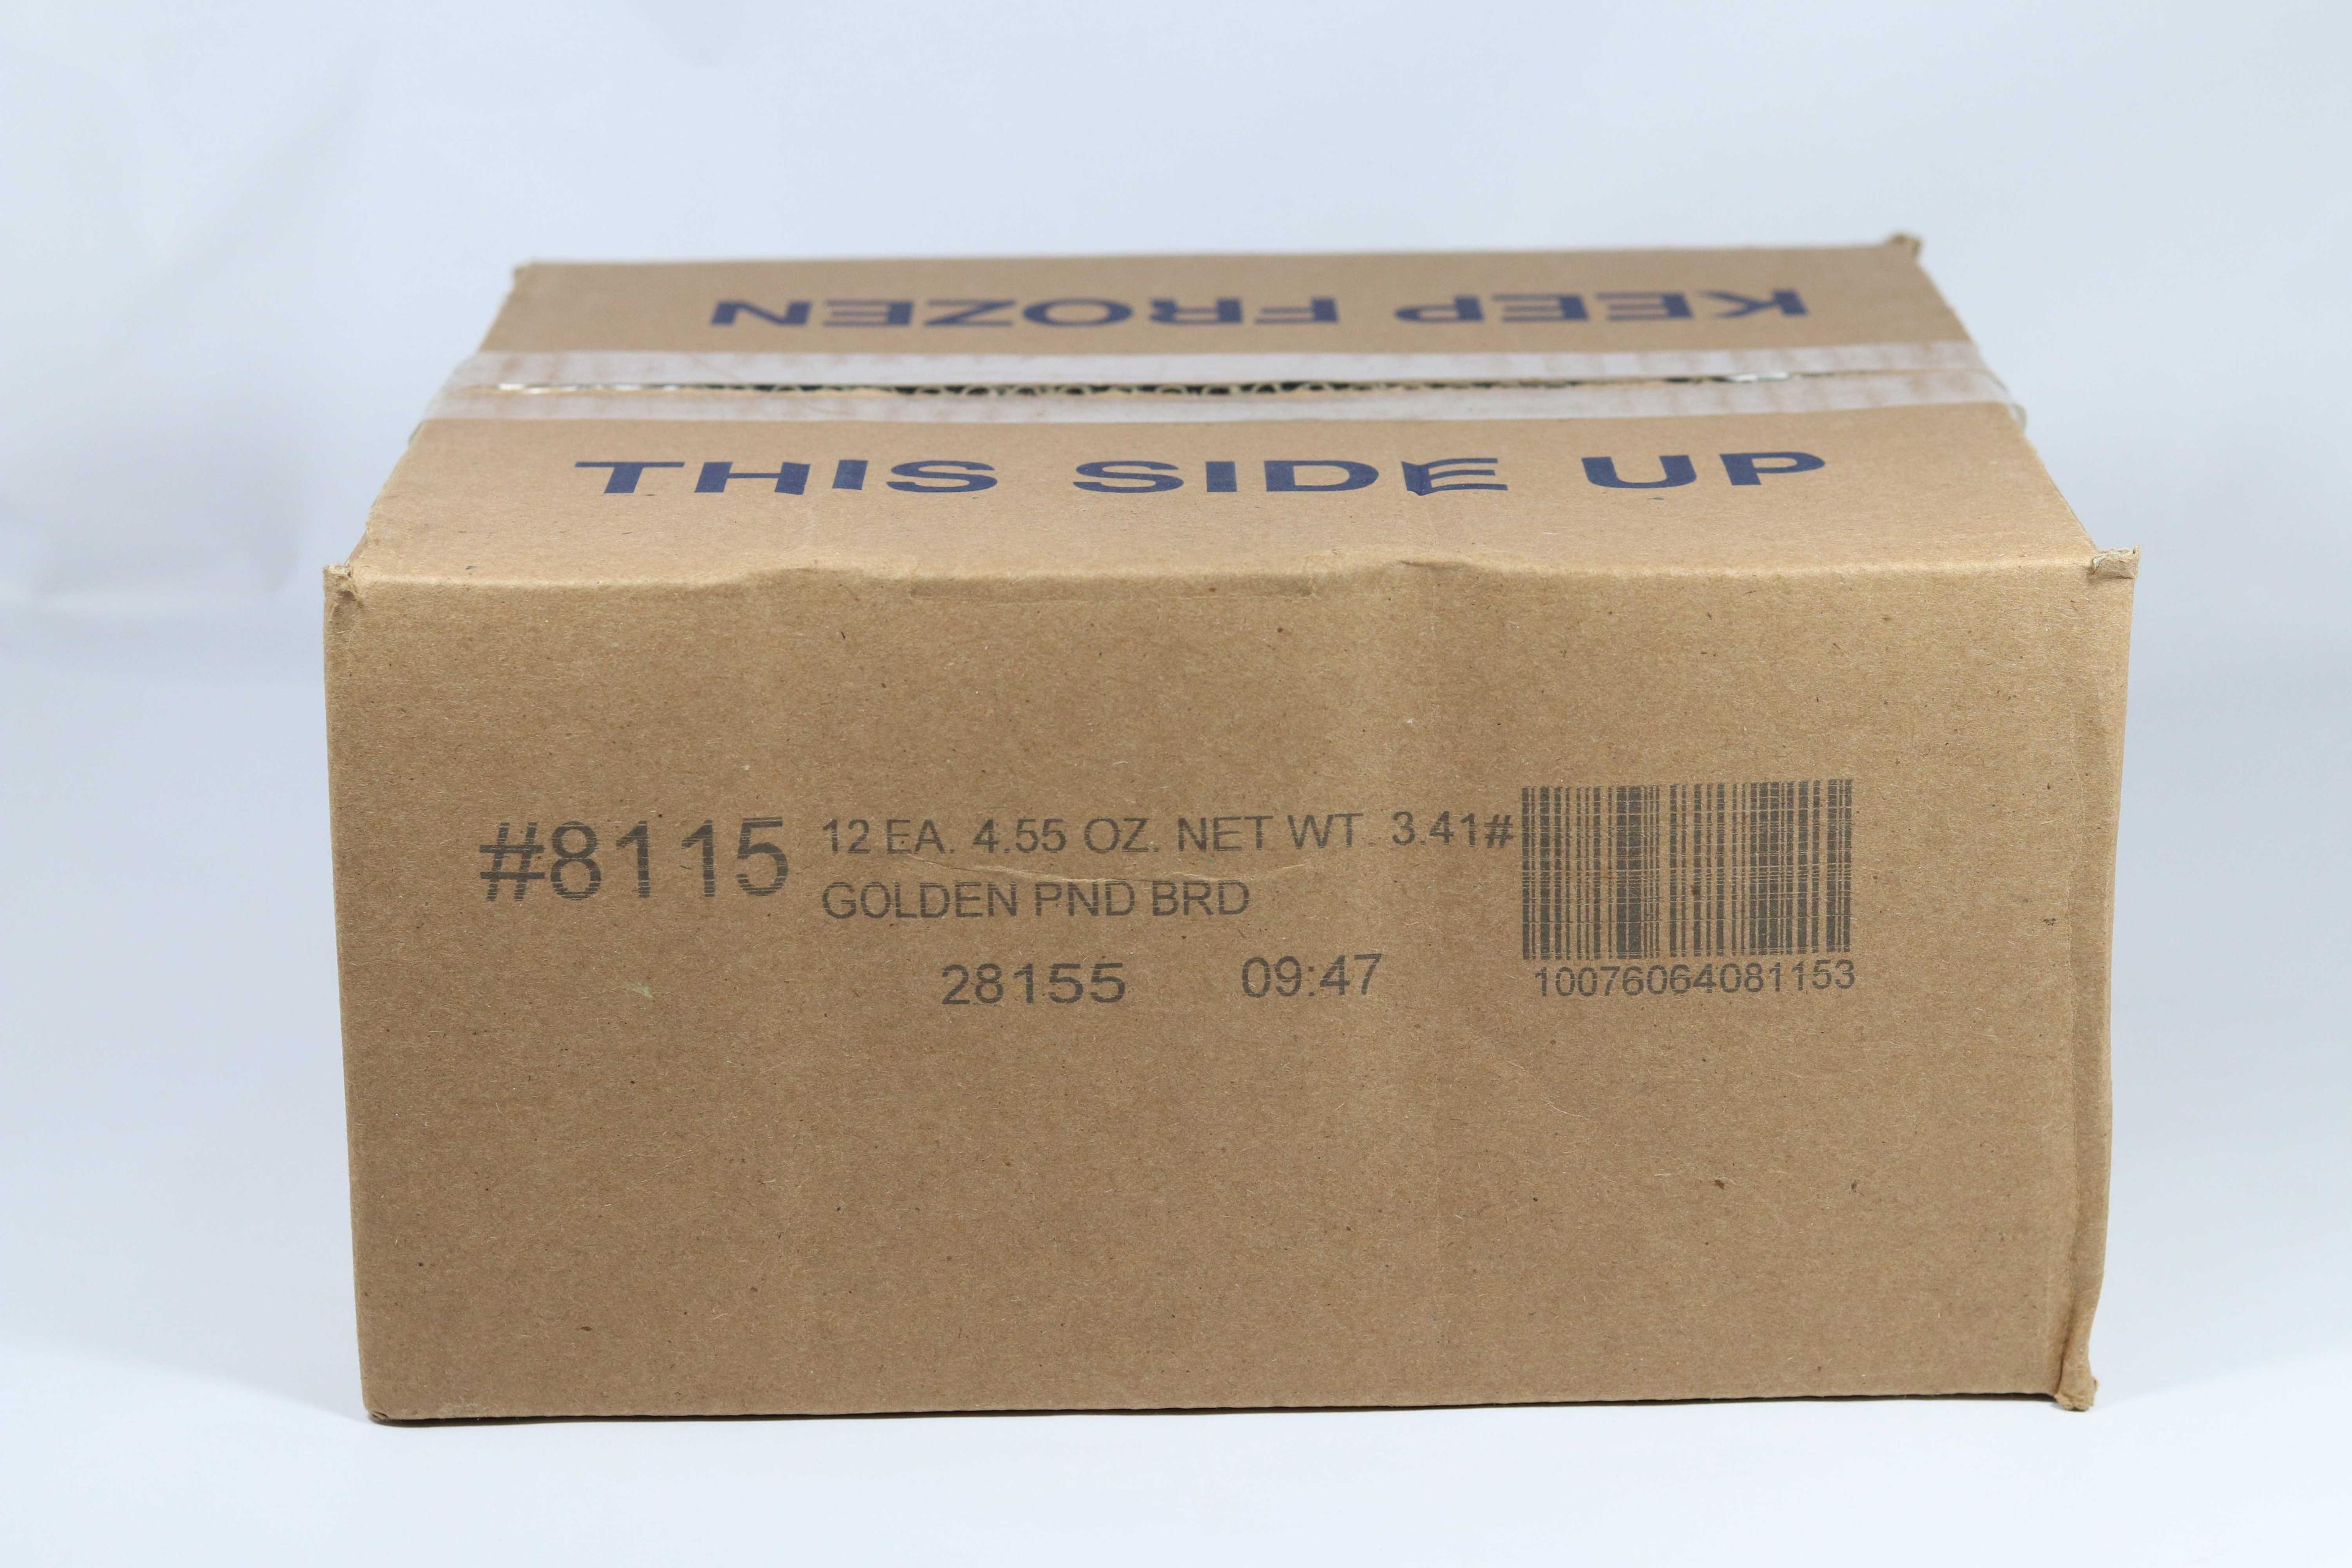 KEEP FROZEN
THIS SIDE UP
#8115 12 EA. 4.55 OZ. NET WT. 3.41#
GOLDEN PND BRD
28155 09:47
10076064081153